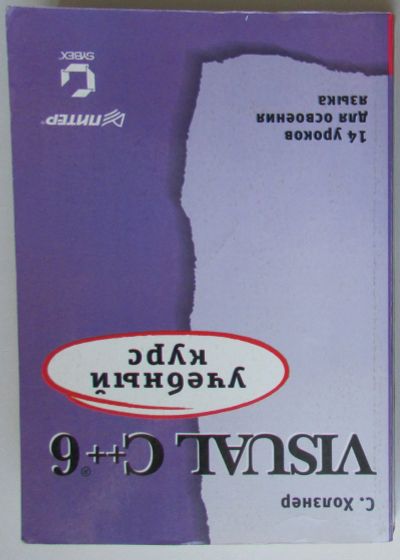 С. Холзнер
VISUAL C++® 6
учебный
курс
14 уроков
для освоения
языка
ПИТЕР®
SYBEX